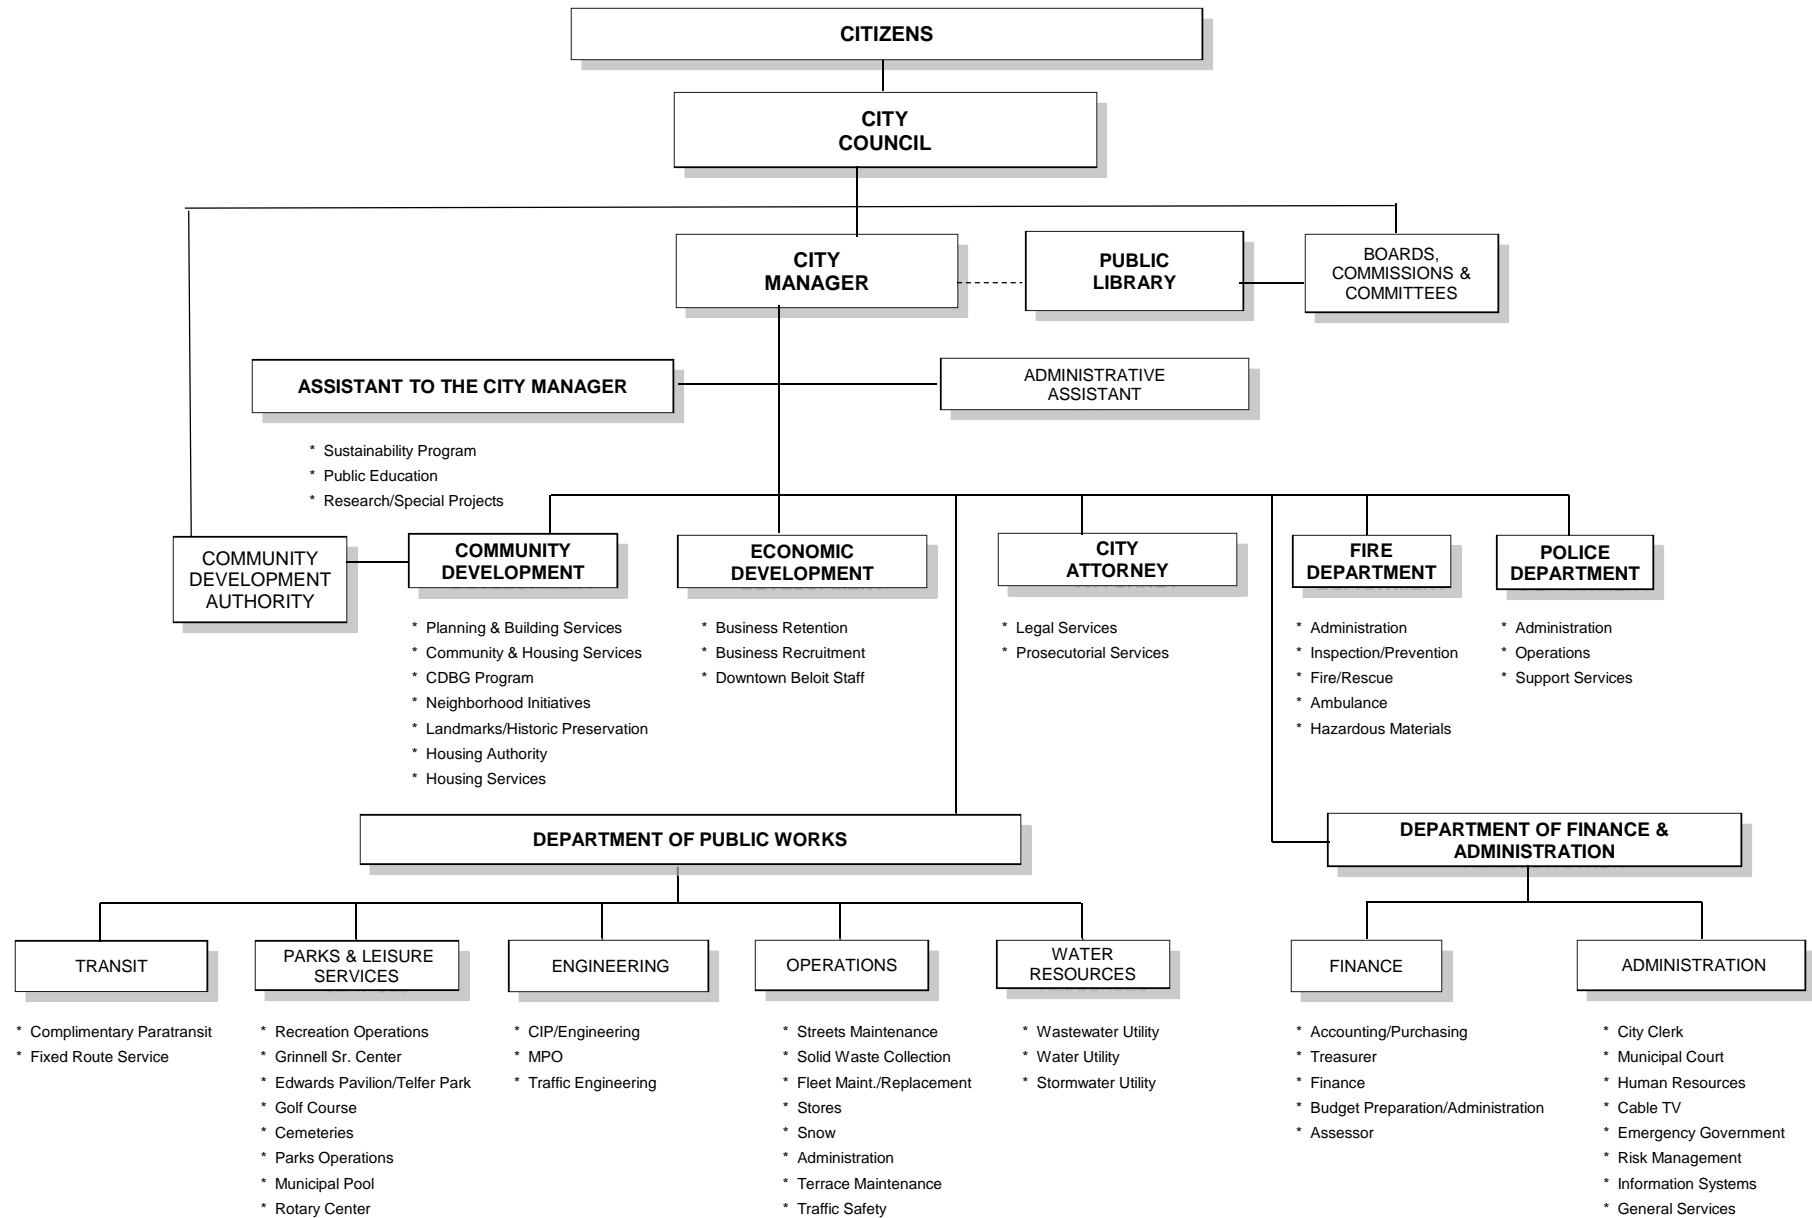 CITIZENS
CITY
COUNCIL
CITY
MANAGER
PUBLIC
LIBRARY
BOARDS,
COMMISSIONS &
COMMITTEES
ASSISTANT TO THE CITY MANAGER
ADMINISTRATIVE
ASSISTANT
* Sustainability Program
* Public Education
* Research/Special Projects
COMMUNITY
DEVELOPMENT
AUTHORITY
COMMUNITY
DEVELOPMENT
* Planning & Building Services
* Community & Housing Services
* CDBG Program
* Neighborhood Initiatives
* Landmarks/Historic Preservation
* Housing Authority
* Housing Services
ECONOMIC
DEVELOPMENT
* Business Retention
* Business Recruitment
* Downtown Beloit Staff
CITY
ATTORNEY
* Legal Services
* Prosecutorial Services
FIRE
DEPARTMENT
* Administration
* Inspection/Prevention
* Fire/Rescue
* Ambulance
* Hazardous Materials
POLICE
DEPARTMENT
* Administration
* Operations
* Support Services
DEPARTMENT OF PUBLIC WORKS
DEPARTMENT OF FINANCE &
ADMINISTRATION
TRANSIT
* Complimentary Paratransit
* Fixed Route Service
PARKS & LEISURE
SERVICES
* Recreation Operations
* Grinnell Sr. Center
* Edwards Pavilion/Telfer Park
* Golf Course
* Cemeteries
* Parks Operations
* Municipal Pool
* Rotary Center
ENGINEERING
* CIP/Engineering
* MPO
* Traffic Engineering
OPERATIONS
* Streets Maintenance
* Solid Waste Collection
* Fleet Maint./Replacement
* Stores
* Snow
* Administration
* Terrace Maintenance
* Traffic Safety
WATER
RESOURCES
* Wastewater Utility
* Water Utility
* Stormwater Utility
FINANCE
* Accounting/Purchasing
* Treasurer
* Finance
* Budget Preparation/Administration
* Assessor
ADMINISTRATION
* City Clerk
* Municipal Court
* Human Resources
* Cable TV
* Emergency Government
* Risk Management
* Information Systems
* General Services